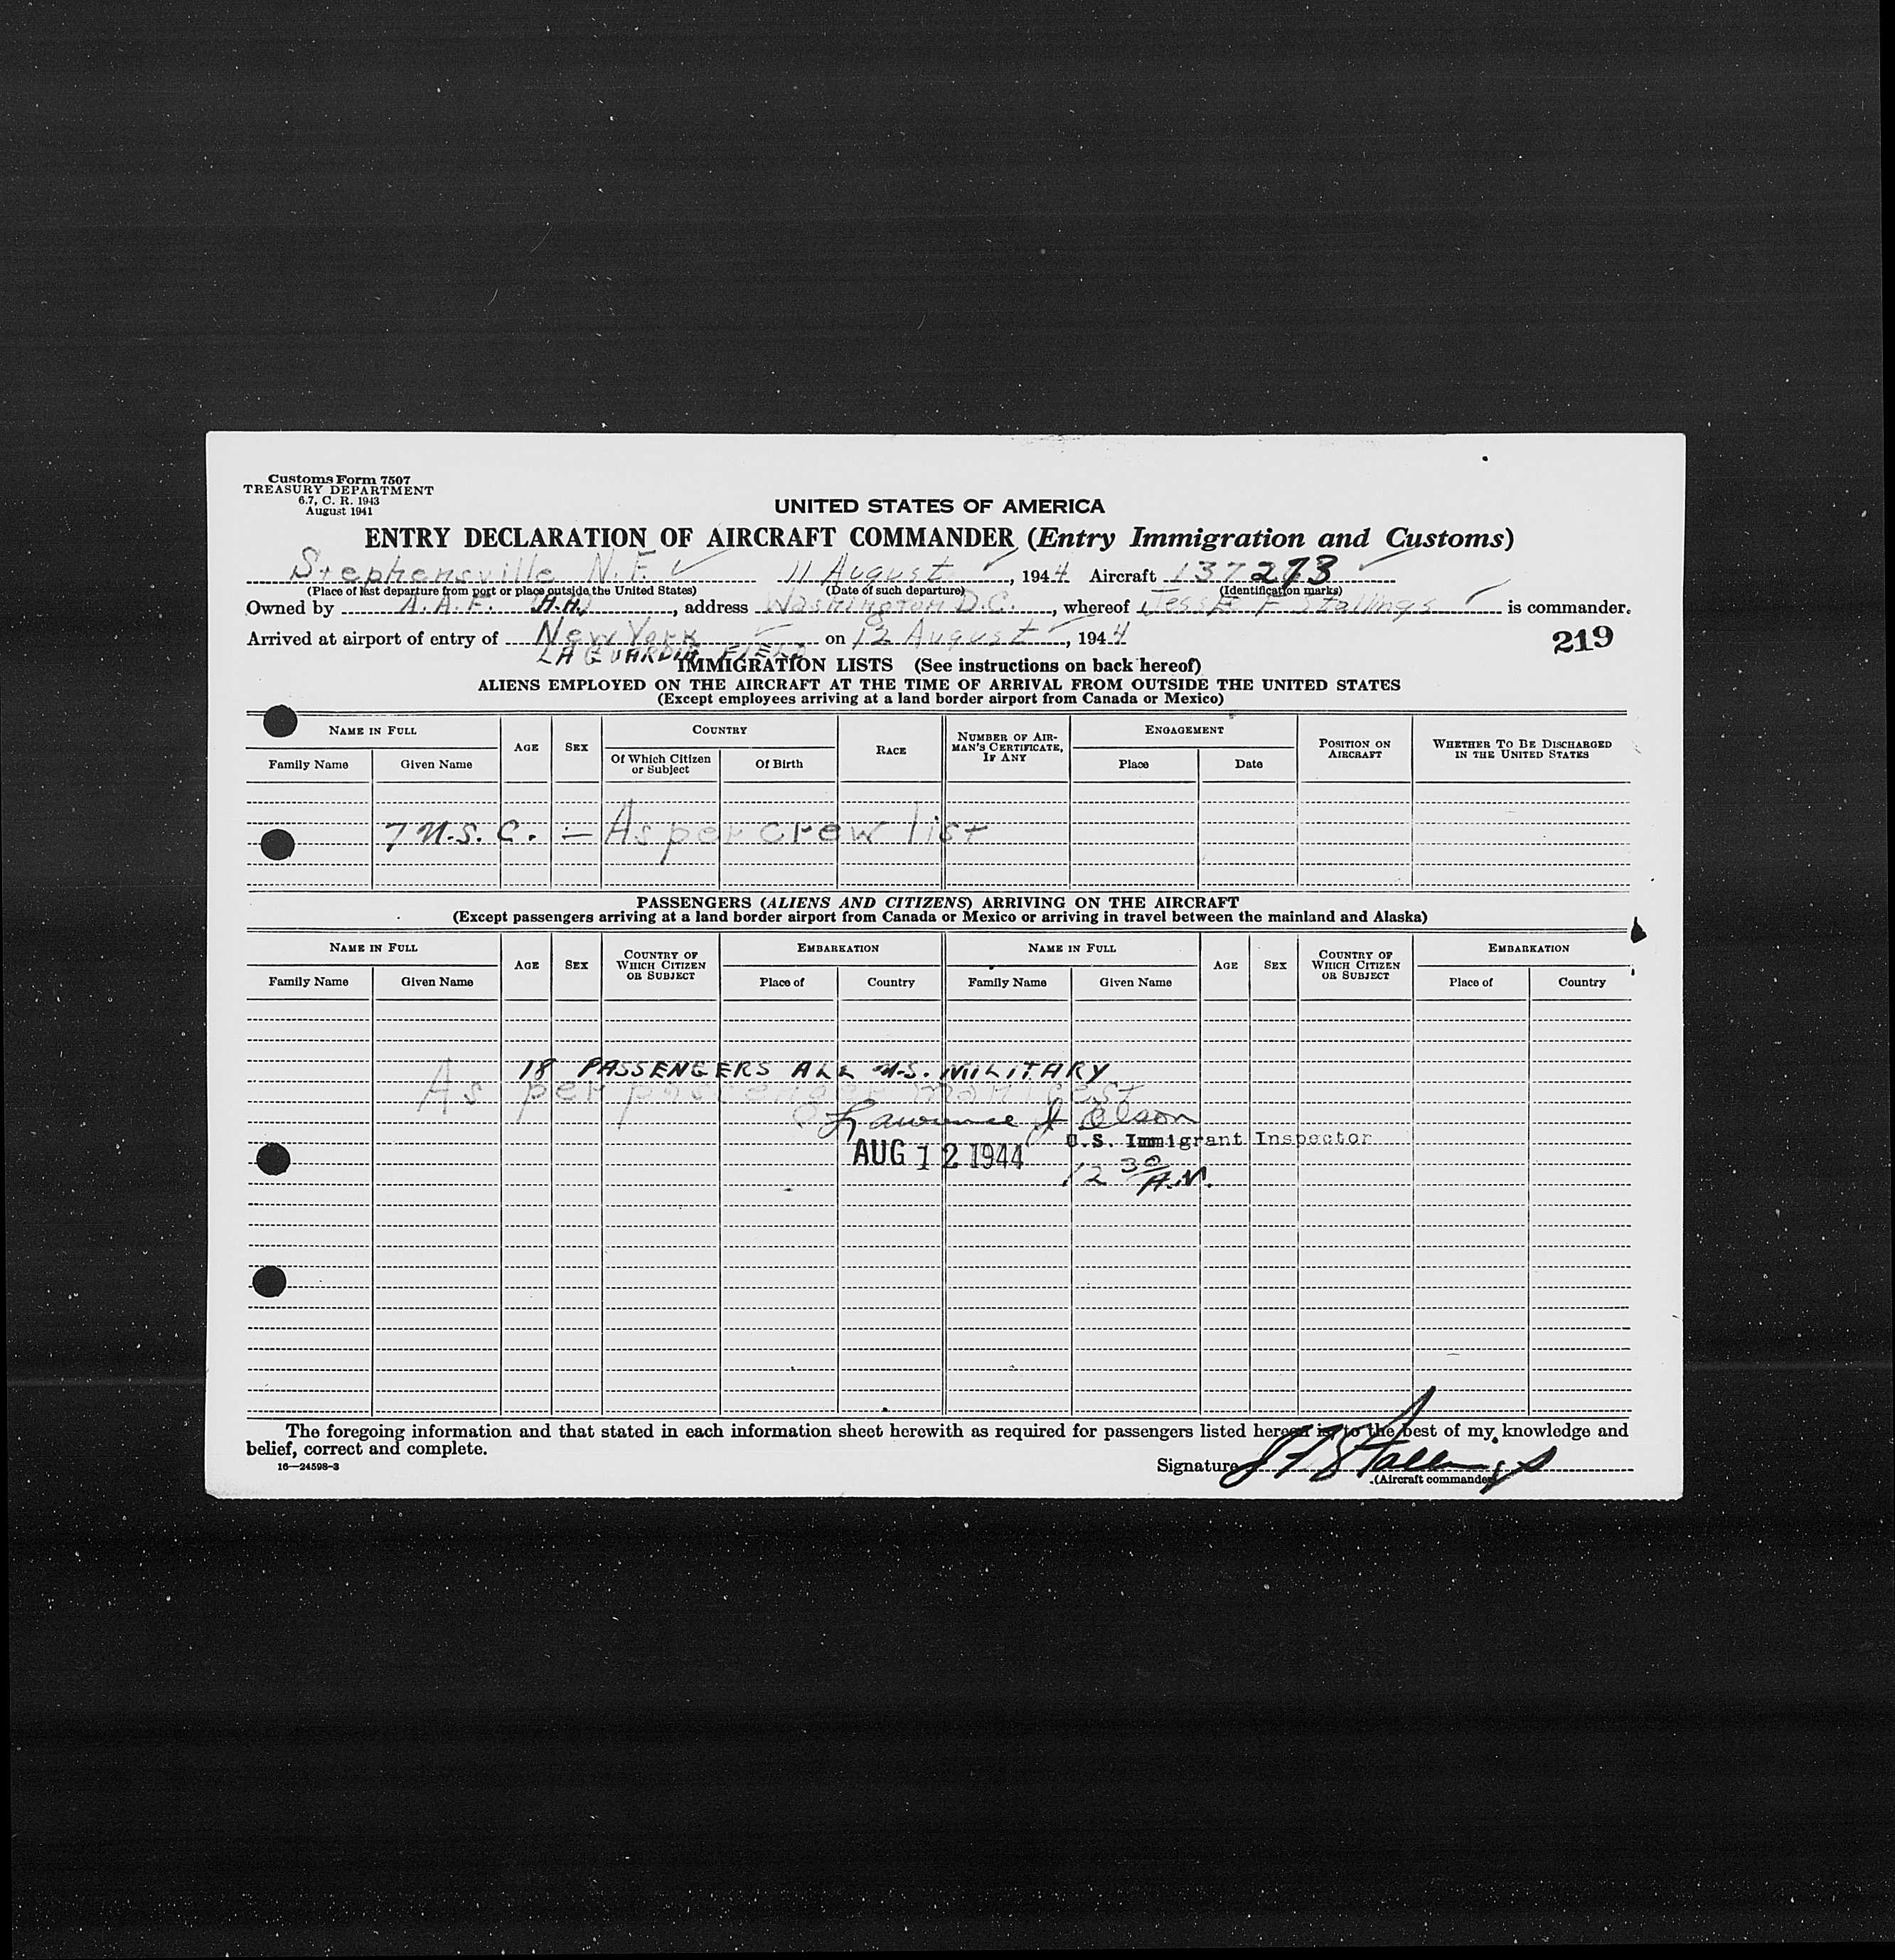 Customs Form 7507
TREASURY DEPARTMENT
6.7, C. R. 1943
August 1941
UNITED STATES OF AMERICA
ENTRY DECLARATION OF AIRCRAFT COMMANDER (Entry Immigration and Customs)
Stephensville N.F. 11 August, 1944 Aircraft 137273
(Place of last departure from port or place outside the United States) (Date of such departure) (Identification marks)
Owned by A.A.F., address Washington D.C., whereof Jesse F Stallings is commander.
Arrived at airport of entry of New York on 12 August, 1944
LA GUARDIA FIELD
219
IMMIGRATION LISTS (See instructions on back hereof)
ALIENS EMPLOYED ON THE AIRCRAFT AT THE TIME OF ARRIVAL FROM OUTSIDE THE UNITED STATES
(Except employees arriving at a land border airport from Canada or Mexico)
NAME IN FULL AGE SEX COUNTRY RACE NUMBER OF AIRMAN'S CERTIFICATE, IF ANY ENGAGEMENT POSITION ON AIRCRAFT WHETHER TO BE DISCHARGED IN THE UNITED STATES
Family Name Given Name Of Which Citizen or Subject Of Birth Place Date
7 U.S.C. :- As per crew list
PASSENGERS (ALIENS AND CITIZENS) ARRIVING ON THE AIRCRAFT
(Except passengers arriving at a land border airport from Canada or Mexico or arriving in travel between the mainland and Alaska)
NAME IN FULL AGE SEX COUNTRY OF WHICH CITIZEN OR SUBJECT EMBARKATION NAME IN FULL AGE SEX COUNTRY OF WHICH CITIZEN OR SUBJECT EMBARKATION
Family Name Given Name Place of Country Family Name Given Name Place of Country
18 PASSENGERS ALL U.S. MILITARY
As per passenger manifest
Lawrence J Olson
U.S. Immigrant Inspector
AUG 12 1944
12 30/A.M.
The foregoing information and that stated in each information sheet herewith as required for passengers listed hereon is, to the best of my knowledge and
belief, correct and complete.
16—24598-3
Signature J F Stallings
(Aircraft commander)